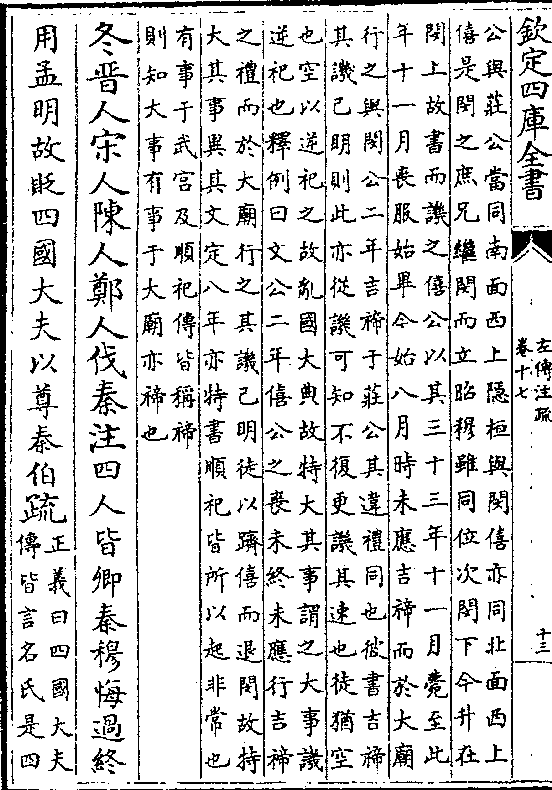 欽定四庫全書
左傳注疏
卷十七
十三
公與莊公當同南面西上隱桓與閔僖亦同北面西上
僖是閔之庶兄繼閔而立昭穆雖同位次閔下今升在
閔上故書而譏之僖公以其三十三年十一月薨至此
年十一月喪服始畢今始八月時未應吉禘而於大廟
行之與閔公二年吉禘于莊公其違禮同也彼書吉禘
其譏已明則此亦從譏可知不復更譏其速也徒猶空
也空以逆祀之故亂國大典故特大其事謂之大事譏
逆祀也釋例曰文公二年僖公之喪未終未應行吉禘
之禮而於大廟行之其譏已明徒以躋僖而退閔故特
大其事異其文定八年亦特書順祀皆所以起非常也
有事于武宮及順祀傳皆稱禘
則知大事有事于大廟亦禘也
冬晉人宋人陳人鄭人伐秦注四人皆卿秦穆悔過終
用孟明故貶四國大夫以尊秦伯疏正義曰四國大夫
傳皆言名氏是四